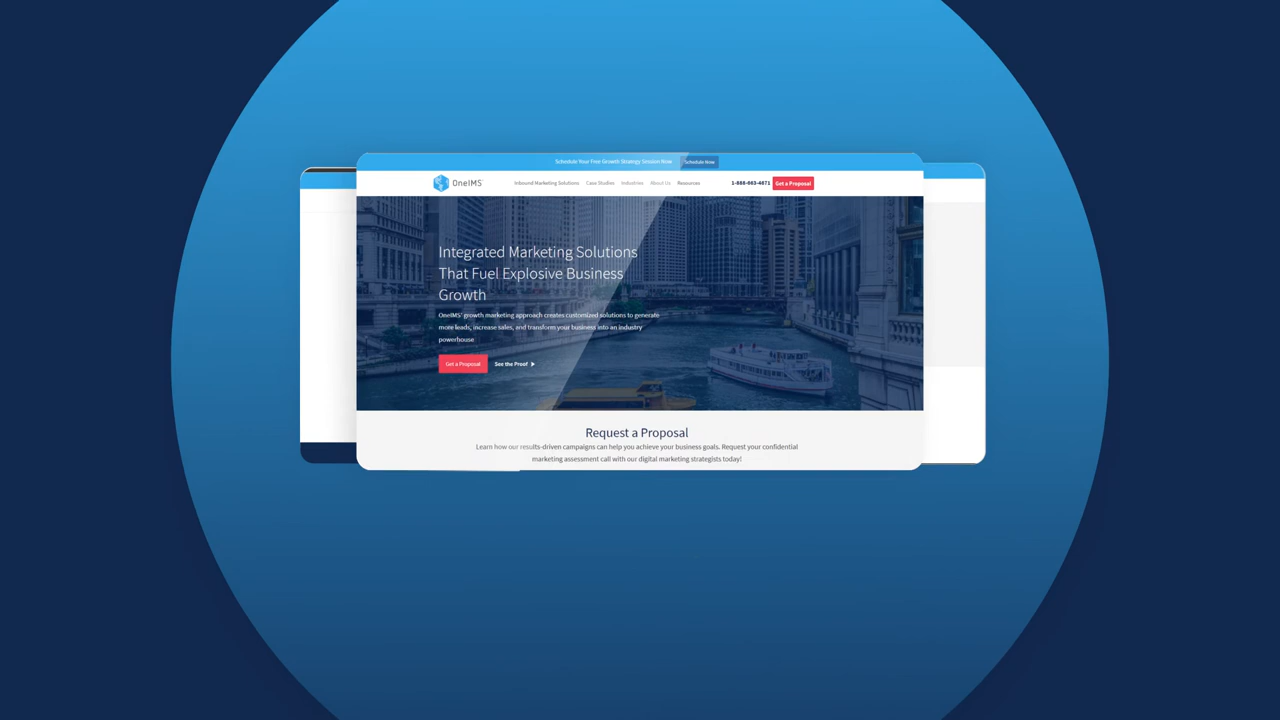 Schedule Your Free Growth Strategy Session Now
Schedule Now
OneIMS
Inbound Marketing Solutions
Case Studies
Industries
About Us
Resources
1-888-663-4671
Get a Proposal
Integrated Marketing Solutions
That Fuel Explosive Business
Growth
OneIMS' growth marketing approach creates customized solutions to generate
more leads, increase sales, and transform your business into an industry
powerhouse
Get a Proposal
See the Proof
Request a Proposal
Learn how our results-driven campaigns can help you achieve your business goals. Request your confidential
marketing assessment call with our digital marketing strategists today!